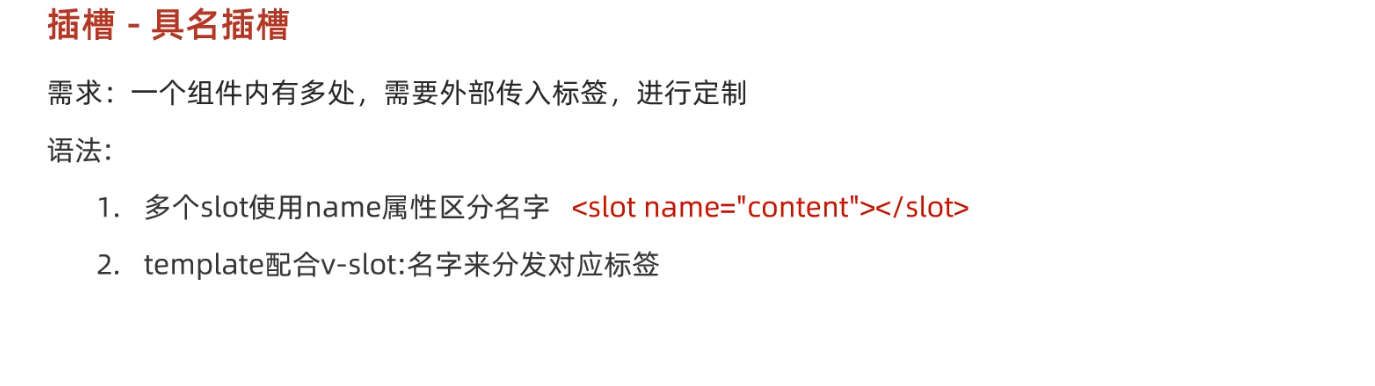 插槽 - 具名插槽
需求：一个组件内有多处，需要外部传入标签，进行定制
语法：
1. 多个slot使用name属性区分名字 <slot name="content"></slot>
2. template配合v-slot:名字来分发对应标签